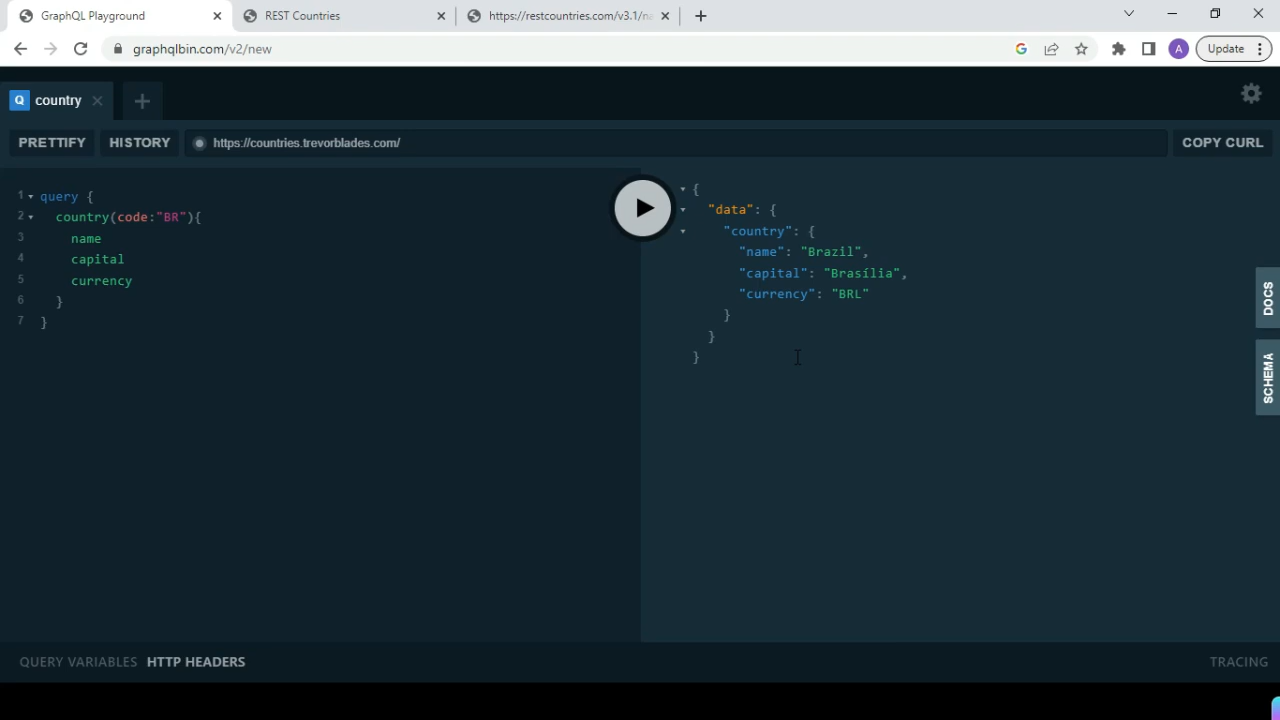 GraphQL Playground
REST Countries
https://restcountries.com/v3.1/n
graphqlbin.com/v2/new
A
Update
Q country
PRETTIFY HISTORY https://countries.trevorblades.com/ COPY CURL
1 query {
2 country(code:"BR"){
3 name
4 capital
5 currency
6 }
7 }
{
"data": {
"country": {
"name": "Brazil",
"capital": "Brasília",
"currency": "BRL"
}
}
}
DOCS
SCHEMA
QUERY VARIABLES HTTP HEADERS TRACING